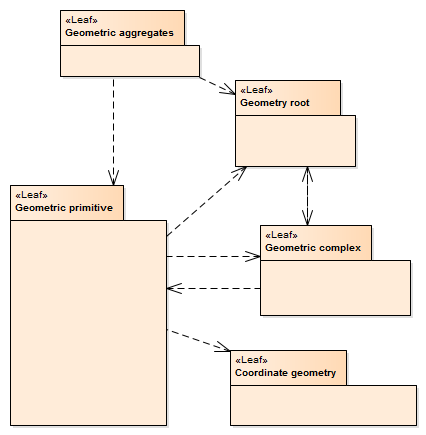 «Leaf»
Geometric aggregates
«Leaf»
Geometry root
«Leaf»
Geometric primitive
«Leaf»
Geometric complex
«Leaf»
Coordinate geometry